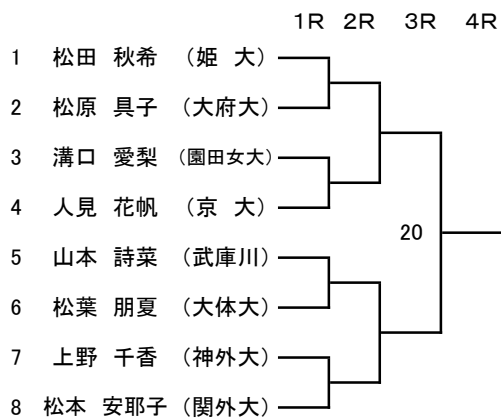 1R 2R 3R 4R
1 松田 秋希 (姫 大)
2 松原 具子 (大府大)
3 溝口 愛梨 (園田女大)
4 人見 花帆 (京 大)
20
5 山本 詩菜 (武庫川)
6 松葉 朋夏 (大体大)
7 上野 千香 (神外大)
8 松本 安耶子 (関外大)